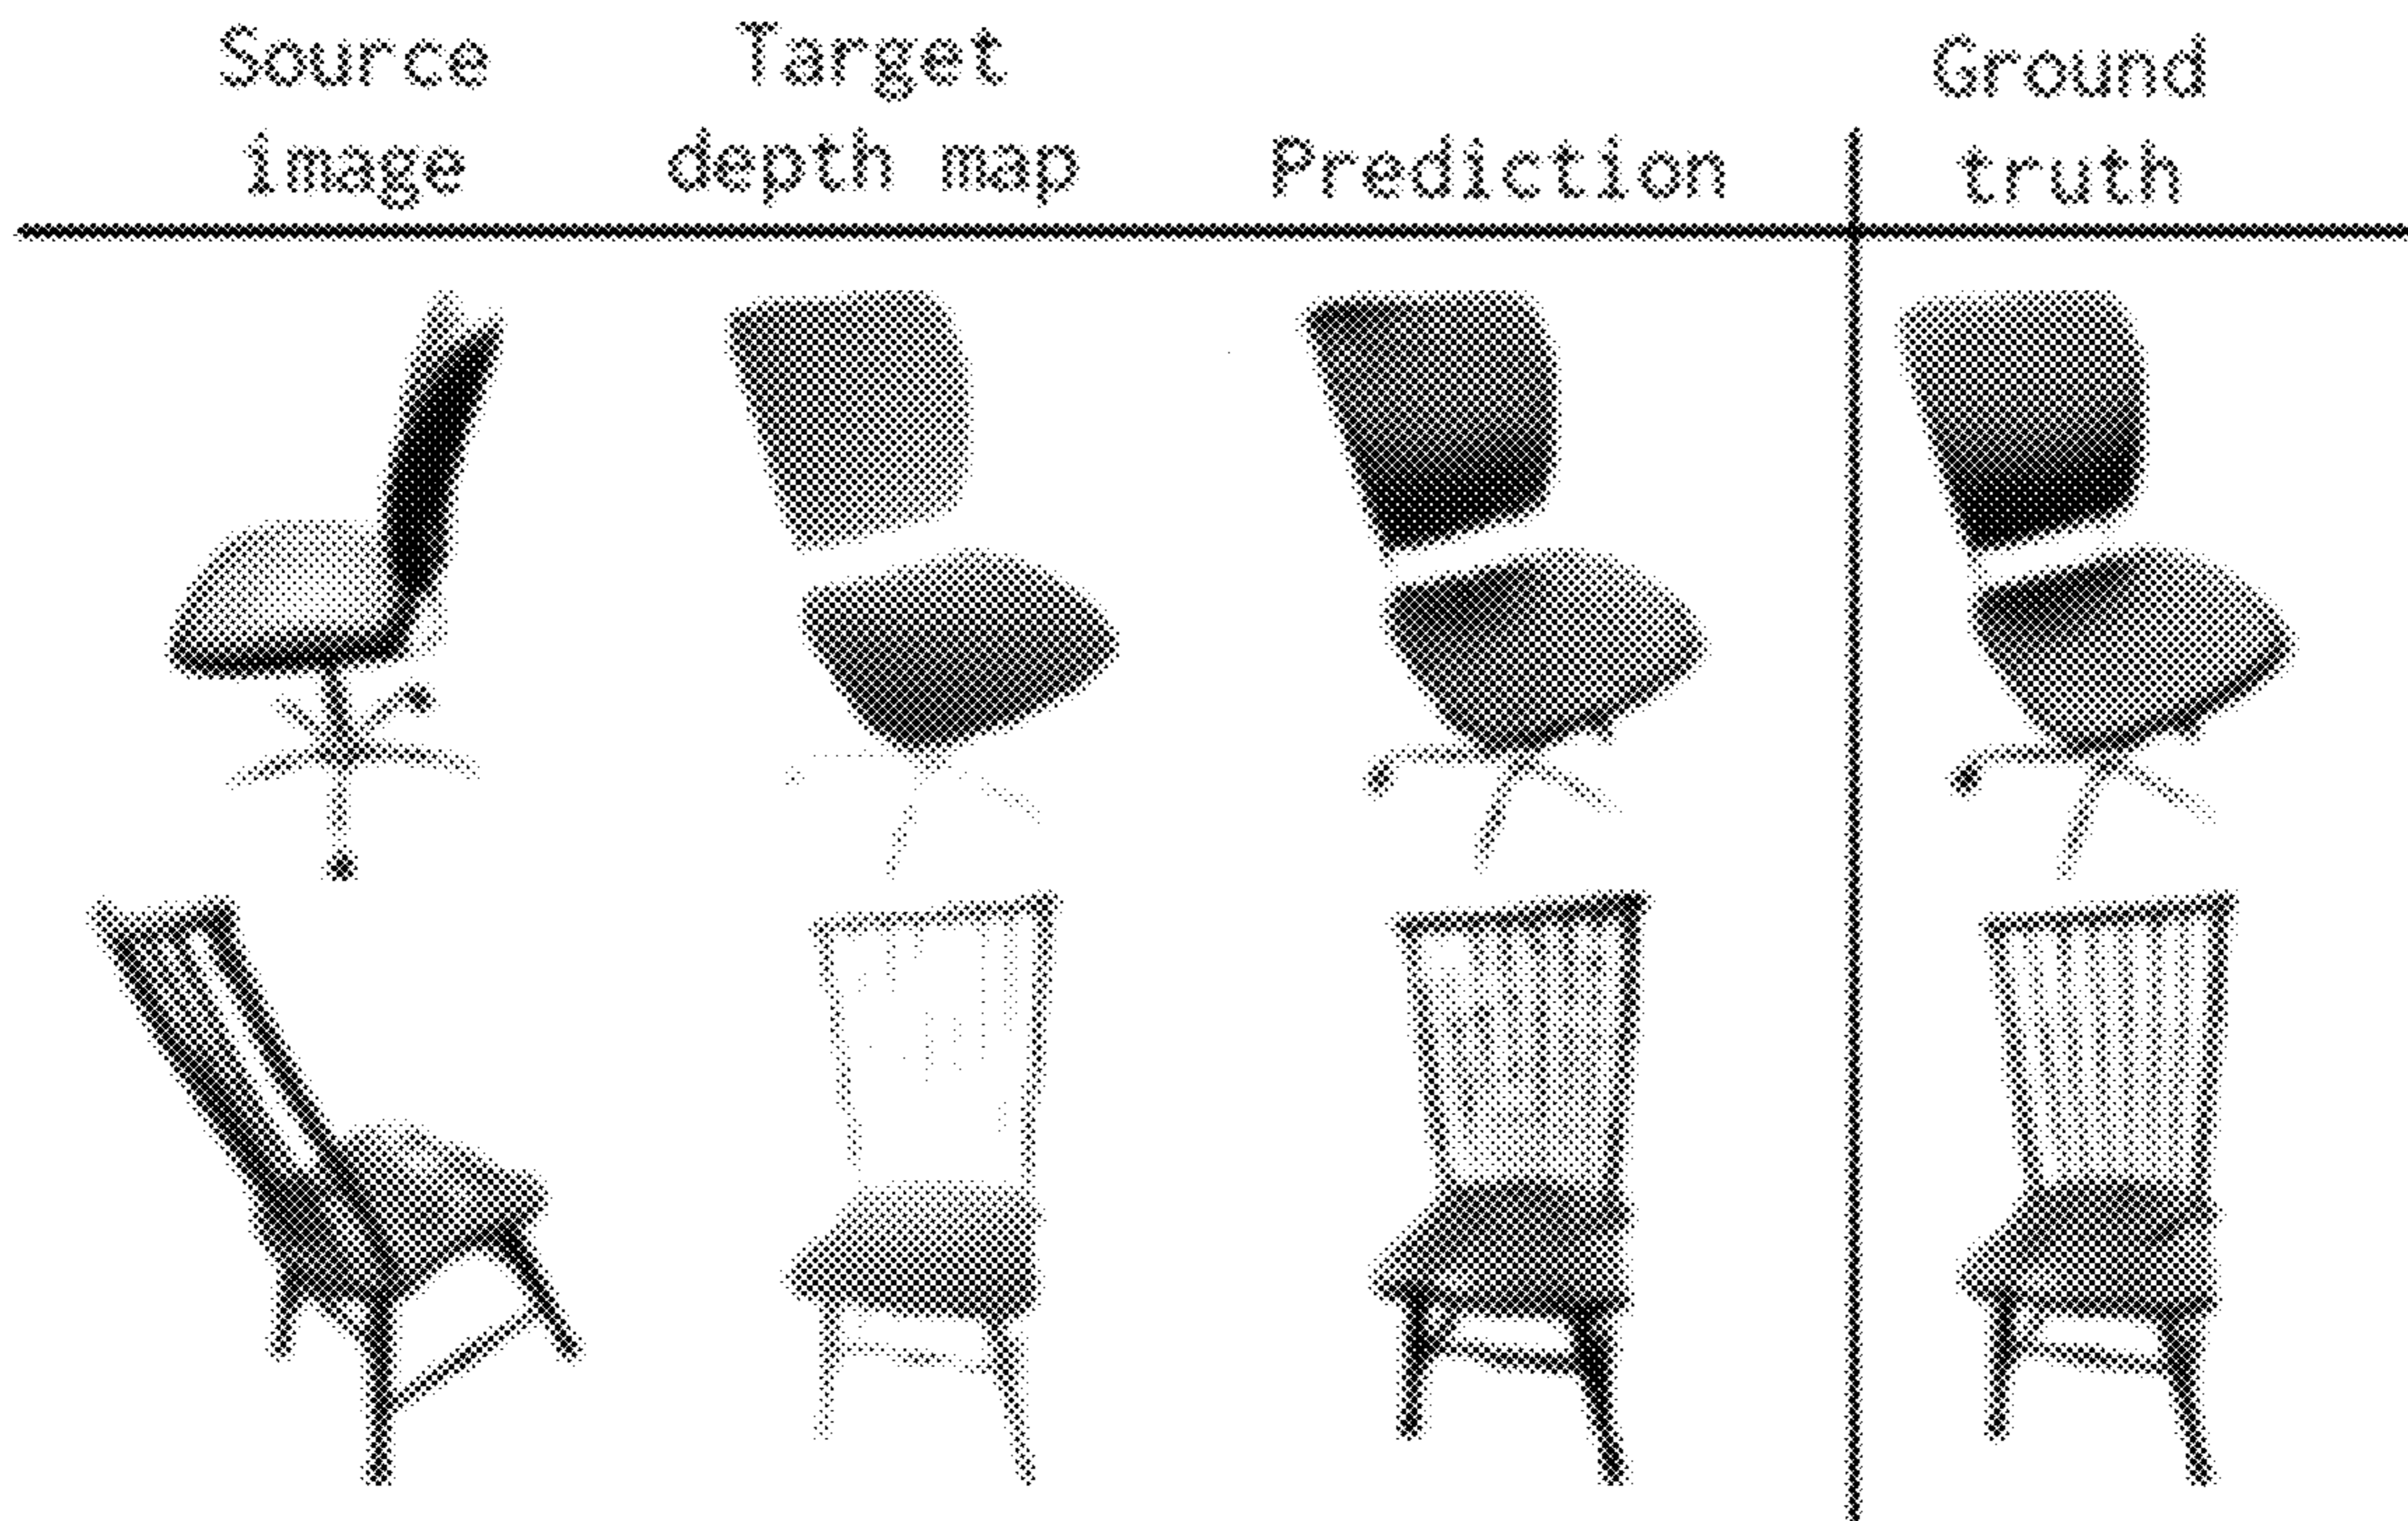 Source image
Target depth map
Prediction
Ground truth